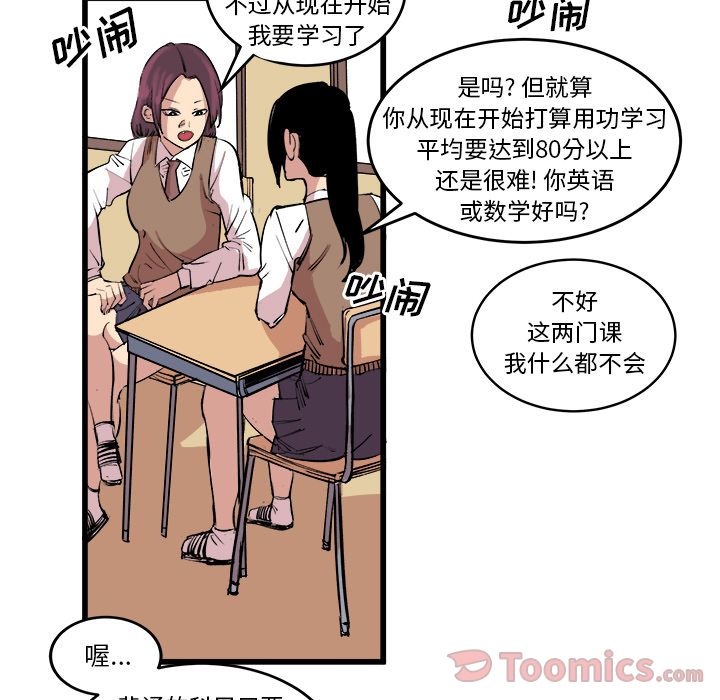 不过从现在开始
我要学习了
吵闹
吵闹
是吗? 但就算
你从现在开始打算用功学习
平均要达到80分以上
还是很难! 你英语
或数学好吗?
吵闹
不好
这两门课
我什么都不会
喔...
Toomics.com